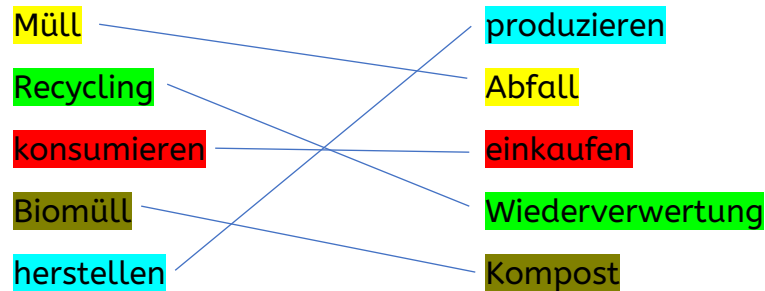 Müll
Recycling
konsumieren
Biomüll
herstellen
produzieren
Abfall
einkaufen
Wiederverwertung
Kompost